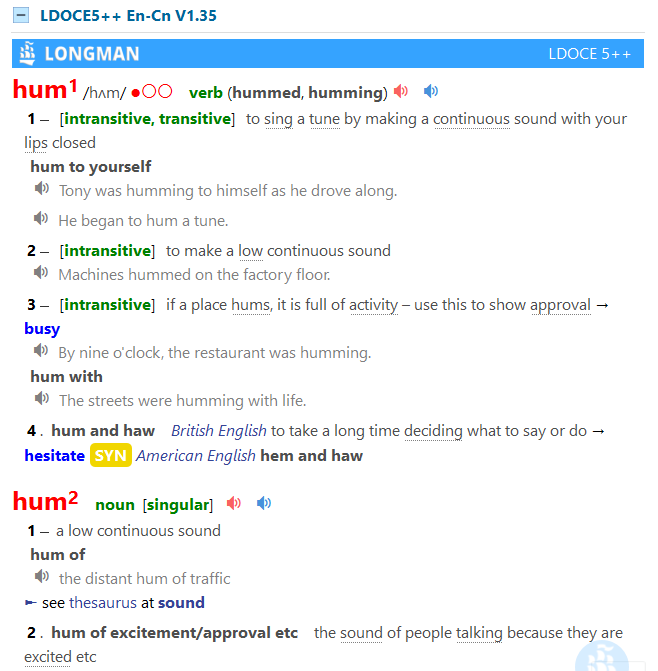 LDOCE5++ En-Cn V1.35
LONGMAN LDOCE 5++
hum1 /hʌm/ ●○○ verb (hummed, humming)
1 – [intransitive, transitive] to sing a tune by making a continuous sound with your
lips closed
hum to yourself
Tony was humming to himself as he drove along.
He began to hum a tune.
2 – [intransitive] to make a low continuous sound
Machines hummed on the factory floor.
3 – [intransitive] if a place hums, it is full of activity – use this to show approval →
busy
By nine o'clock, the restaurant was humming.
hum with
The streets were humming with life.
4 . hum and haw British English to take a long time deciding what to say or do →
hesitate SYN American English hem and haw
hum2 noun [singular]
1 – a low continuous sound
hum of
the distant hum of traffic
► see thesaurus at sound
2 . hum of excitement/approval etc the sound of people talking because they are
excited etc